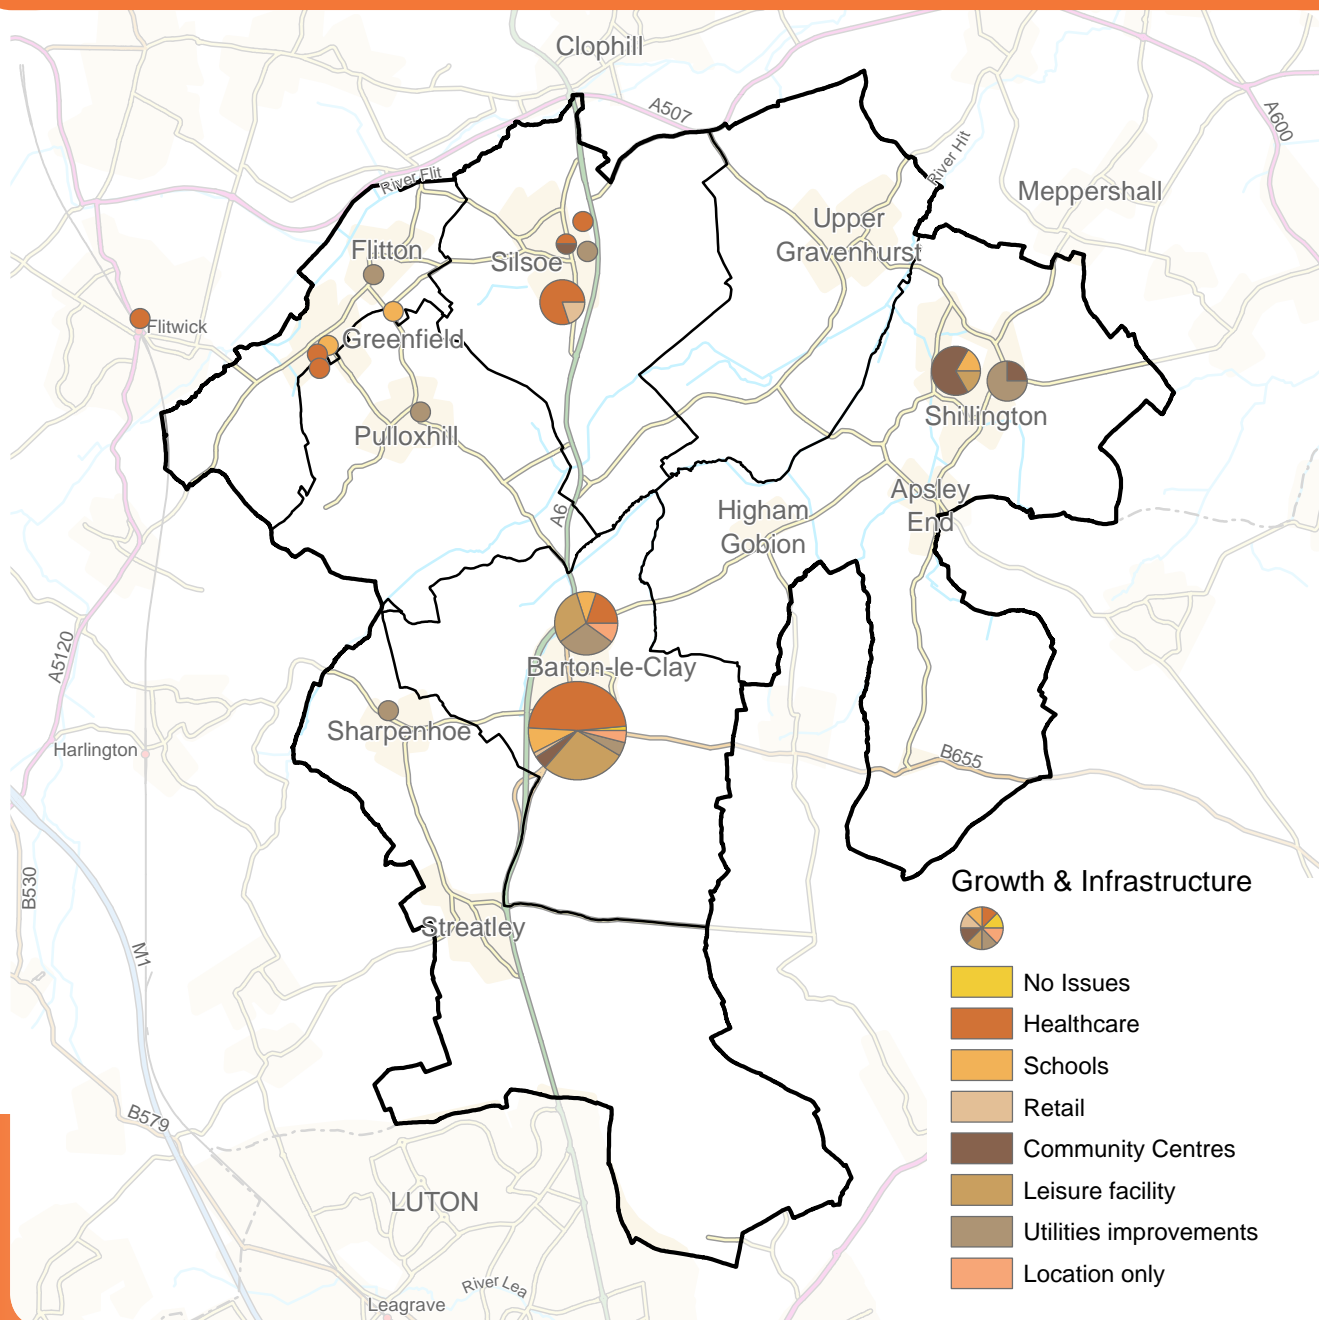 Clophill
A507
A600
River Hit
River Flit
Meppershall
Upper
Gravenhurst
Flitton
Silsoe
Flitwick
Greenfield
Pulloxhill
Shillington
A6
Higham
Gobion
Apsley
End
A5120
Barton-le-Clay
Sharpenhoe
Harlington
B655
B530
M1
Streatley
B579
LUTON
River Lea
Leagrave
Growth & Infrastructure
No Issues
Healthcare
Schools
Retail
Community Centres
Leisure facility
Utilities improvements
Location only